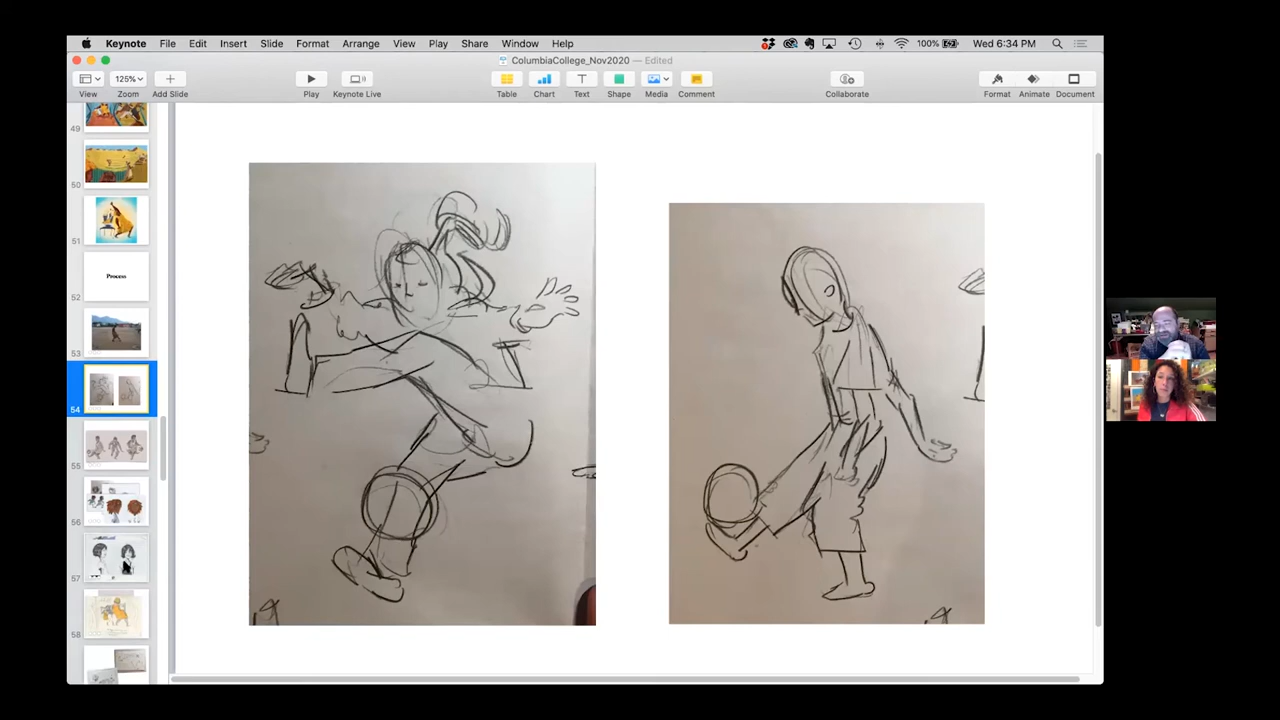 Keynote File Edit Insert Slide Format Arrange View Play Share Window Help 100% Wed 6:34 PM
ColumbiaCollege_Nov2020 — Edited
125%
View Zoom Add Slide Play Keynote Live Table Chart Text Shape Media Comment Collaborate Format Animate Document
49
50
51
Process
52
53
54
55
56
57
58